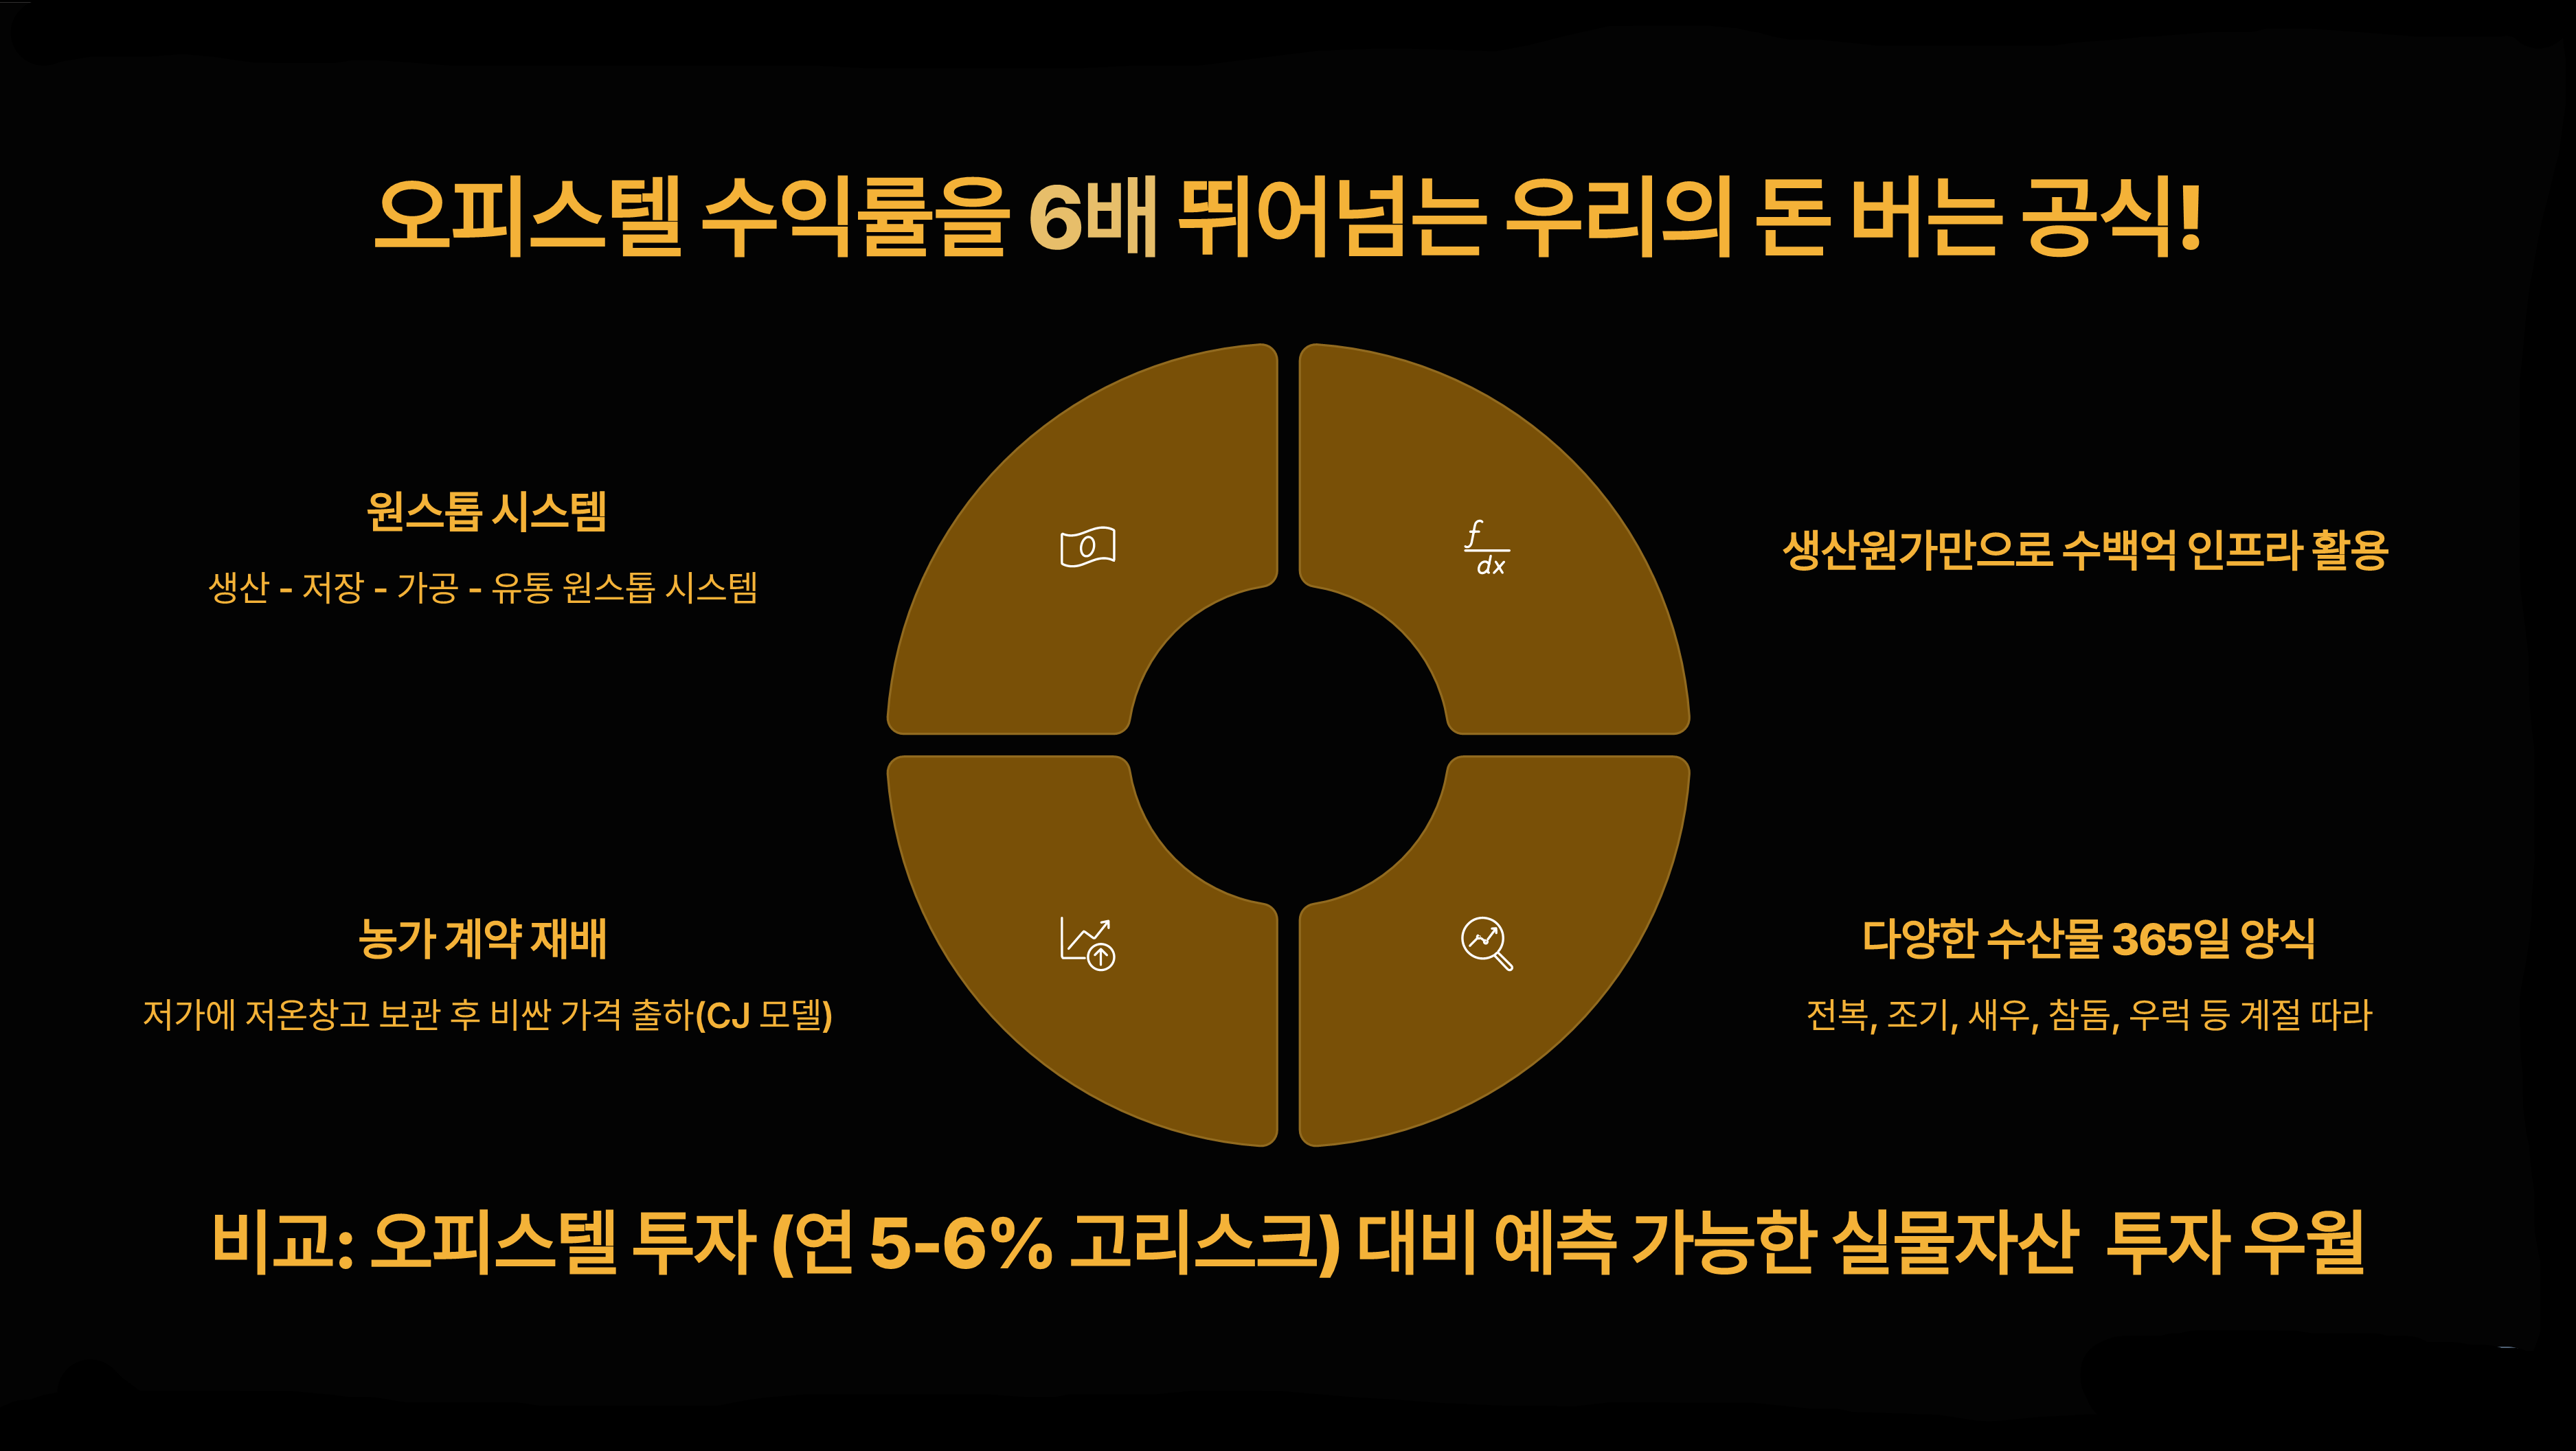 오피스텔 수익률을 6배 뛰어넘는 우리의 돈 버는 공식!
원스톱 시스템
생산 - 저장 - 가공 - 유통 원스톱 시스템
f
dx
생산원가만으로 수백억 인프라 활용
농가 계약 재배
저가에 저온창고 보관 후 비싼 가격 출하(CJ 모델)
다양한 수산물 365일 양식
전복, 조기, 새우, 참돔, 우럭 등 계절 따라
비교: 오피스텔 투자 (연 5-6% 고리스크) 대비 예측 가능한 실물자산 투자 우월